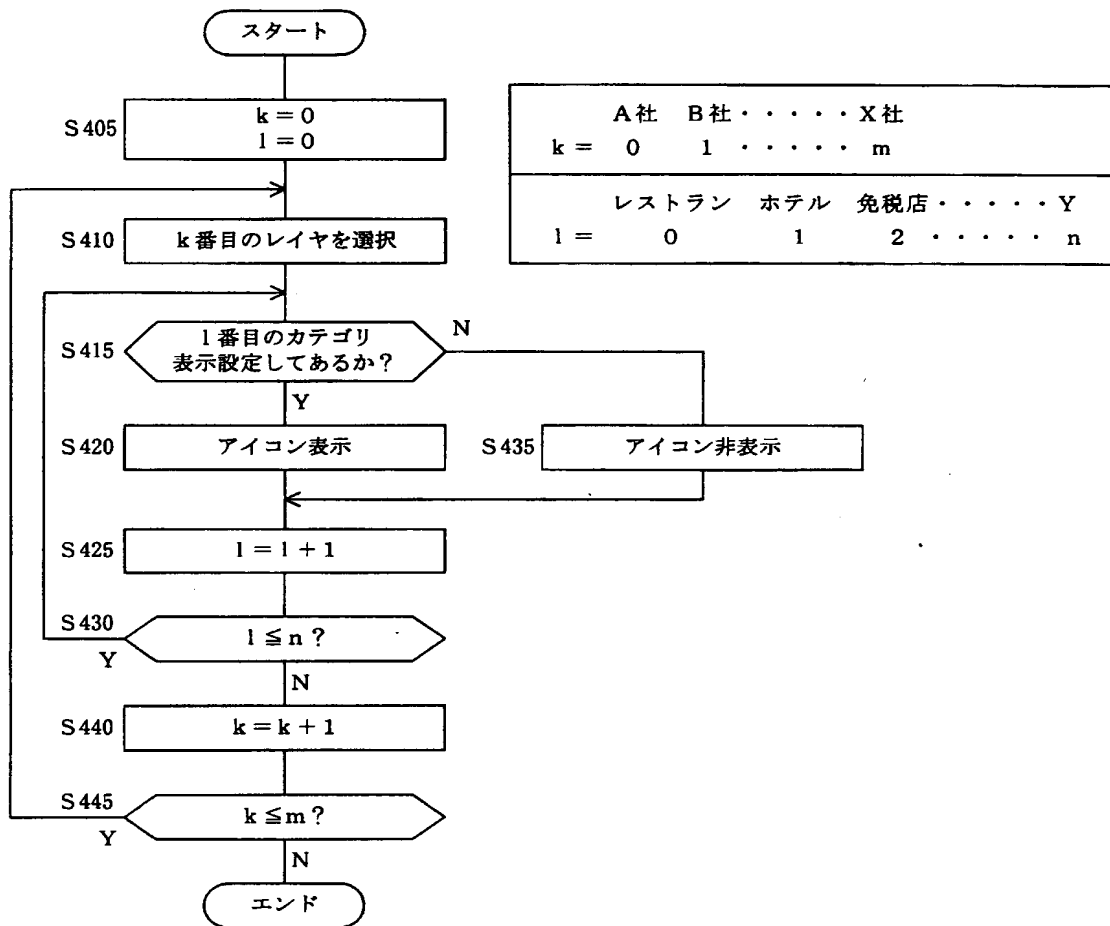 スタート
S405
k = 0
l = 0
S410
k番目のレイヤを選択
S415
l番目のカテゴリ
表示設定してあるか？
N
Y
S420
アイコン表示
S435
アイコン非表示
S425
l = l + 1
S430
l ≦ n ?
Y
N
S440
k = k + 1
S445
k ≦ m ?
Y
N
エンド
A社 B社 ・・・・・ X社
k = 0 1 ・・・・・ m
レストラン ホテル 免税店 ・・・・・ Y
l = 0 1 2 ・・・・・ n